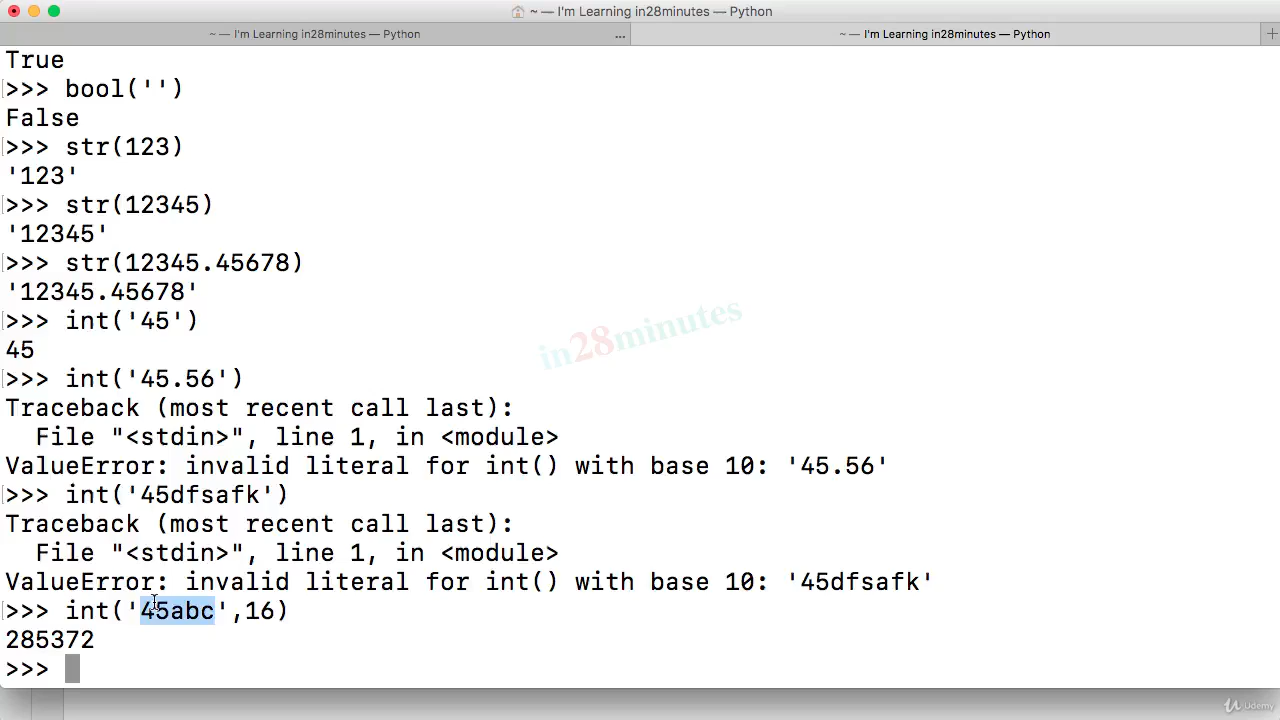 ~ — I'm Learning in28minutes — Python
~ — I'm Learning in28minutes — Python ... ~ — I'm Learning in28minutes — Python +
True
>>> bool('')
False
>>> str(123)
'123'
>>> str(12345)
'12345'
>>> str(12345.45678)
'12345.45678'
>>> int('45')
45
>>> int('45.56')
Traceback (most recent call last):
  File "<stdin>", line 1, in <module>
ValueError: invalid literal for int() with base 10: '45.56'
>>> int('45dfsafk')
Traceback (most recent call last):
  File "<stdin>", line 1, in <module>
ValueError: invalid literal for int() with base 10: '45dfsafk'
>>> int('45abc',16)
285372
>>>
in28minutes
Udemy